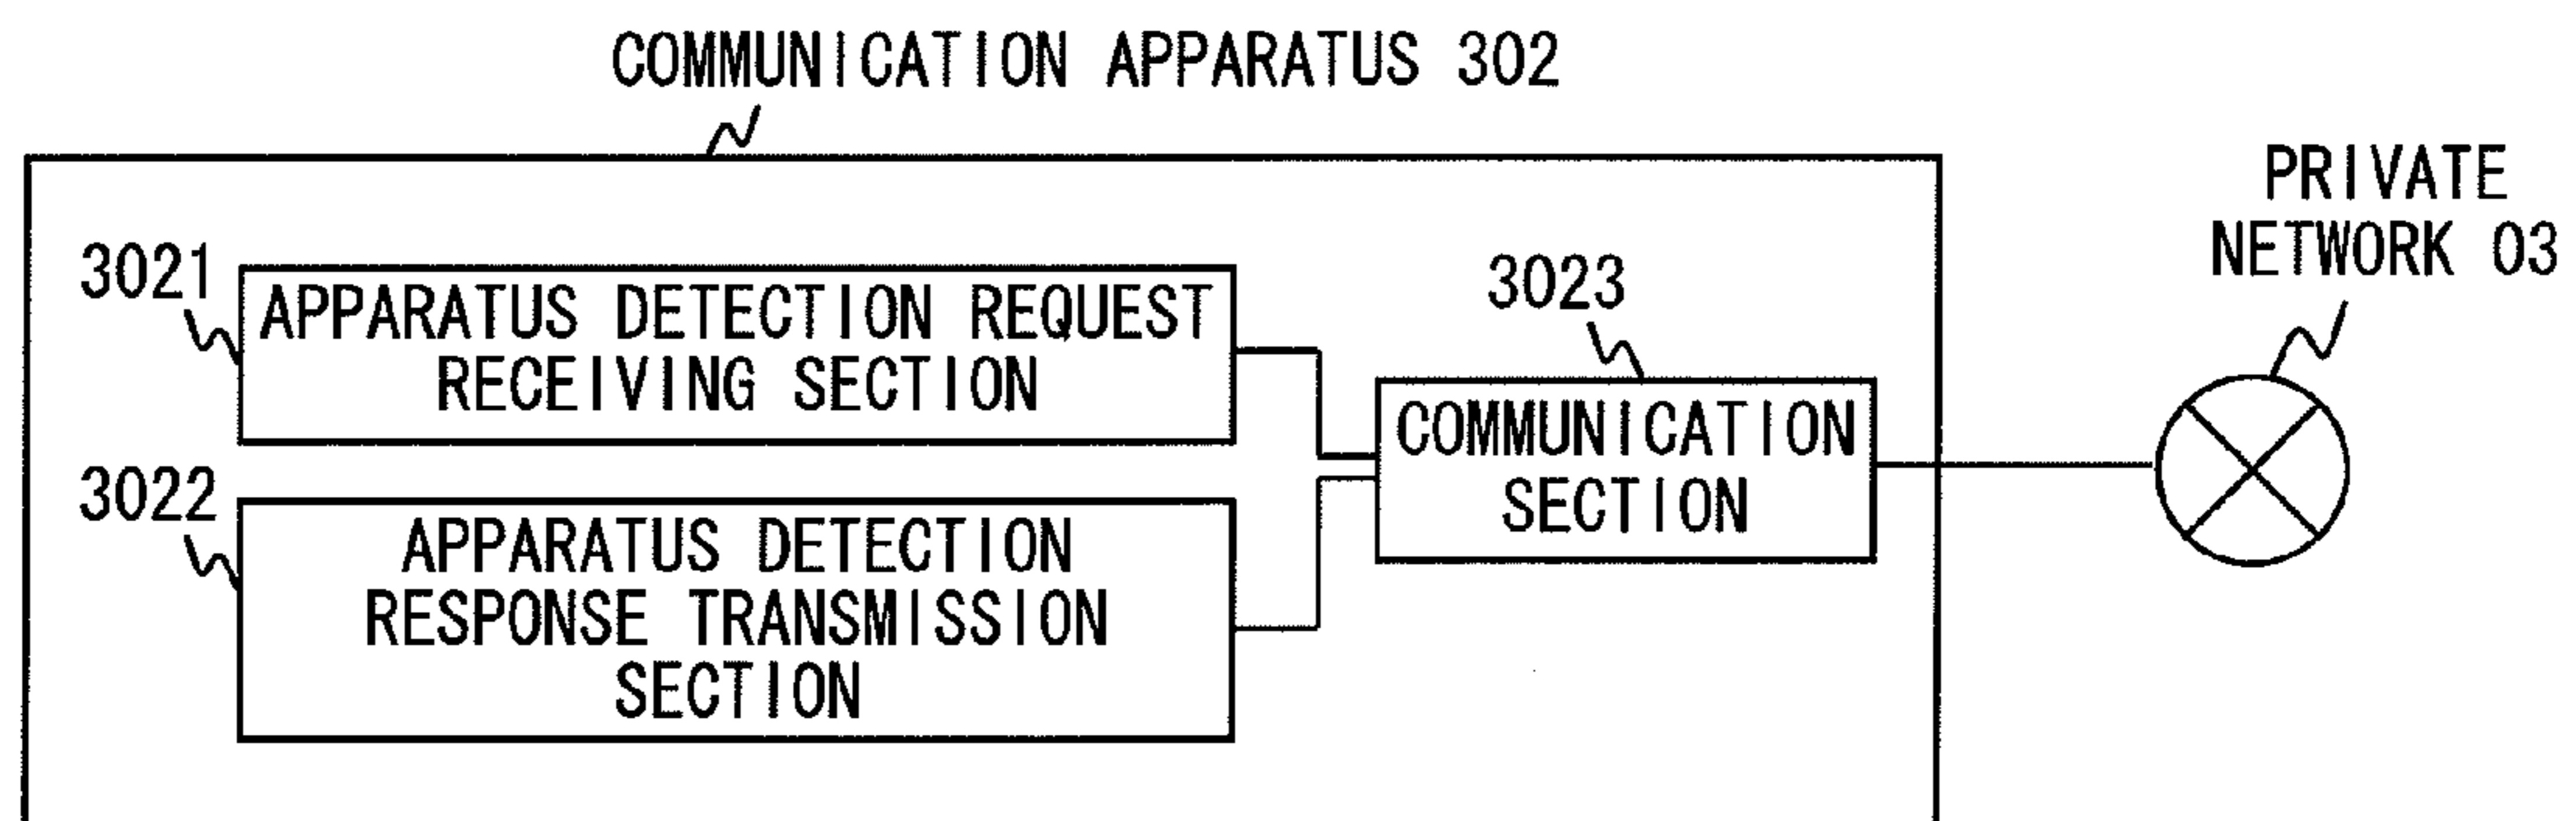 COMMUNICATION APPARATUS 302
PRIVATE
NETWORK 03
3021
APPARATUS DETECTION REQUEST
RECEIVING SECTION
3023
COMMUNICATION
SECTION
3022
APPARATUS DETECTION
RESPONSE TRANSMISSION
SECTION